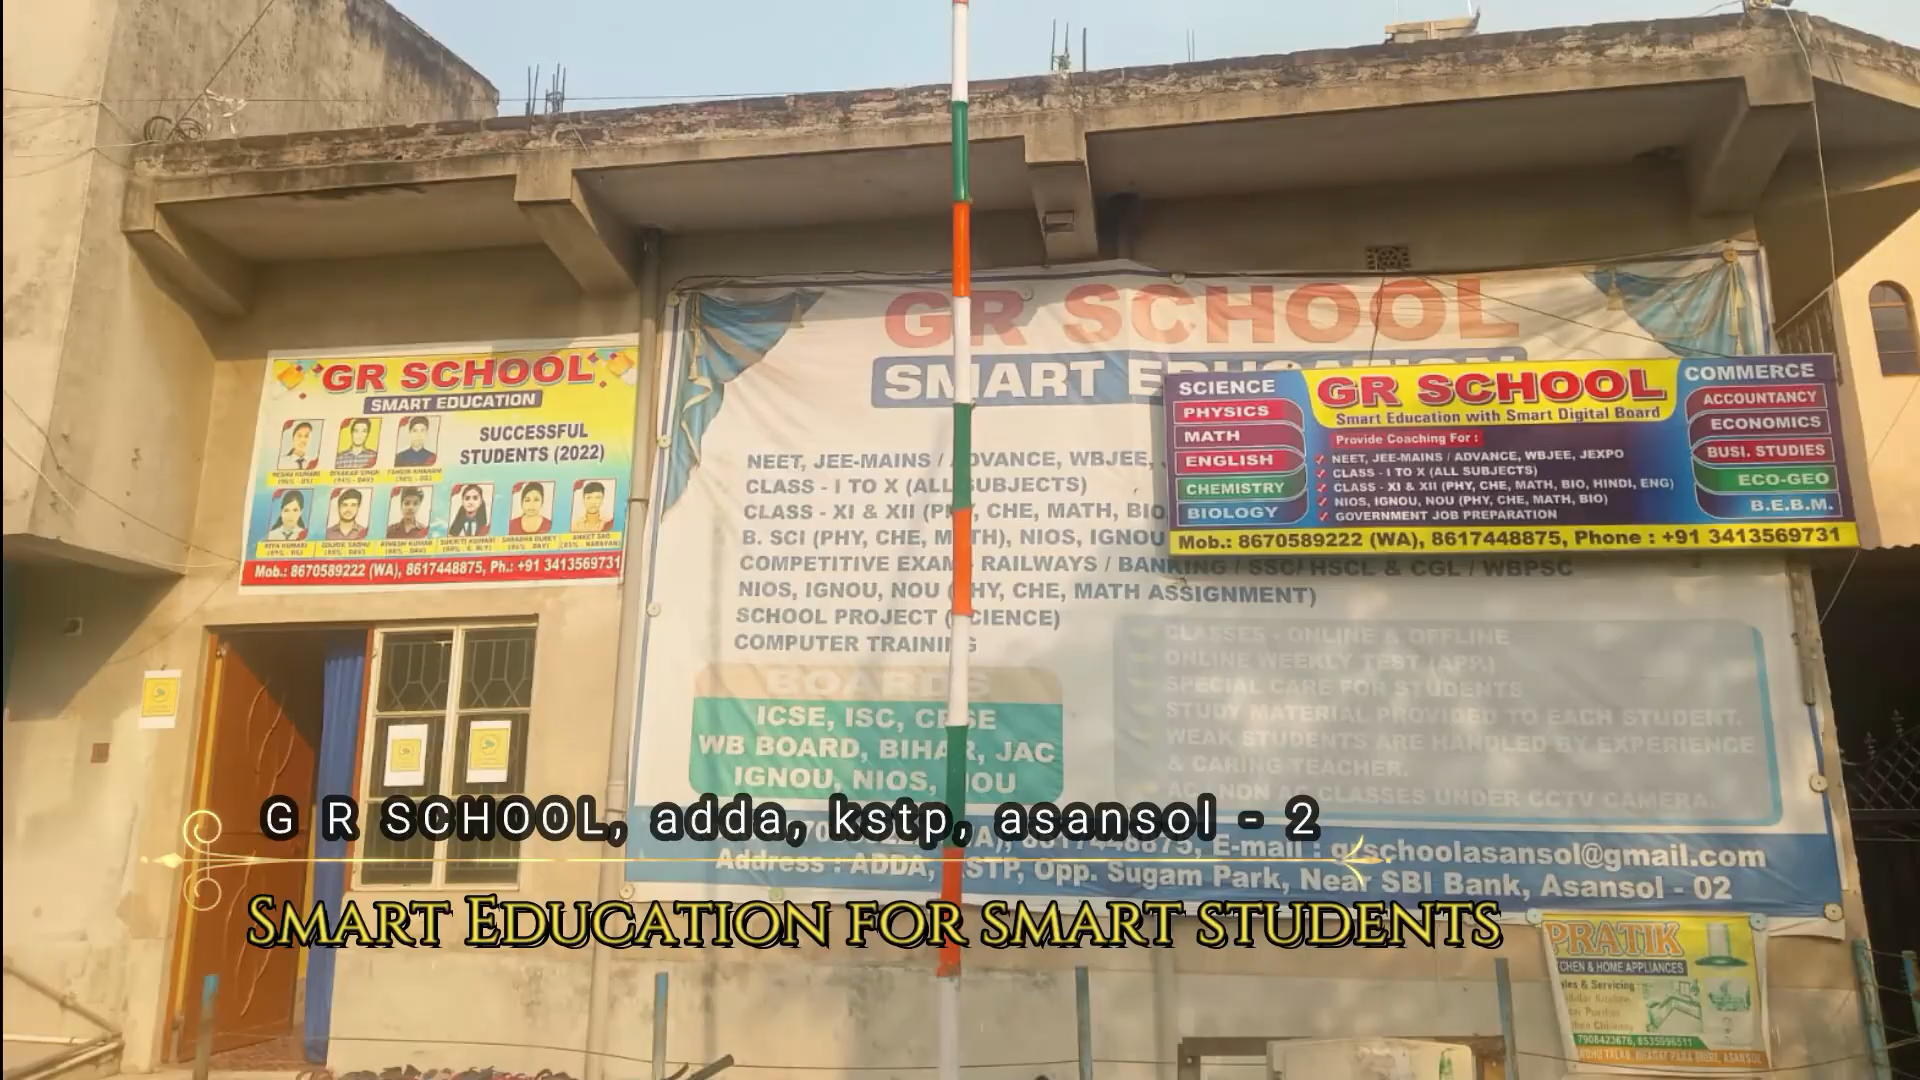 GR SCHOOL
SMART EDUCATION
SUCCESSFUL
STUDENTS (2022)
Mob.: 8670589222 (WA), 8617448875, Ph.: +91 3413569731
GR SCHOOL
SMART
NEET, JEE-MAINS / ADVANCE, WBJEE,
CLASS - I TO X (ALL SUBJECTS)
CLASS - XI & XII (PHY, CHE, MATH, BIO
B. SCI (PHY, CHE, MATH), NIOS, IGNOU
COMPETITIVE EXAM - RAILWAYS / BANKING / SSC/ HSCL & CGL / WBPSC
NIOS, IGNOU, NOU (PHY, CHE, MATH ASSIGNMENT)
SCHOOL PROJECT (SCIENCE)
COMPUTER TRAINING
BOARDS
ICSE, ISC, CBSE
WB BOARD, BIHAR, JAC
IGNOU, NIOS, NOU
CLASSES - ONLINE & OFFLINE
ONLINE WEEKLY TEST (APP.)
SPECIAL CARE FOR STUDENTS
STUDY MATERIAL PROVIDED TO EACH STUDENT.
WEAK STUDENTS ARE HANDLED BY EXPERIENCE
& CARING TEACHER.
CLASSES UNDER CCTV CAMERA.
8617448875, E-mail : grschoolasansol@gmail.com
Address : ADDA, KSTP, Opp. Sugam Park, Near SBI Bank, Asansol - 02
SCIENCE
PHYSICS
MATH
ENGLISH
CHEMISTRY
BIOLOGY
GR SCHOOL
Smart Education with Smart Digital Board
Provide Coaching For :
NEET, JEE-MAINS / ADVANCE, WBJEE, JEXPO
CLASS - I TO X (ALL SUBJECTS)
CLASS - XI & XII (PHY, CHE, MATH, BIO, HINDI, ENG)
NIOS, IGNOU, NOU (PHY, CHE, MATH, BIO)
GOVERNMENT JOB PREPARATION
COMMERCE
ACCOUNTANCY
ECONOMICS
BUSI. STUDIES
ECO-GEO
B.E.B.M.
Mob.: 8670589222 (WA), 8617448875, Phone : +91 3413569731
G R SCHOOL, adda, kstp, asansol - 2
SMART EDUCATION FOR SMART STUDENTS
PRATIK
& HOME APPLIANCES
& Servicing